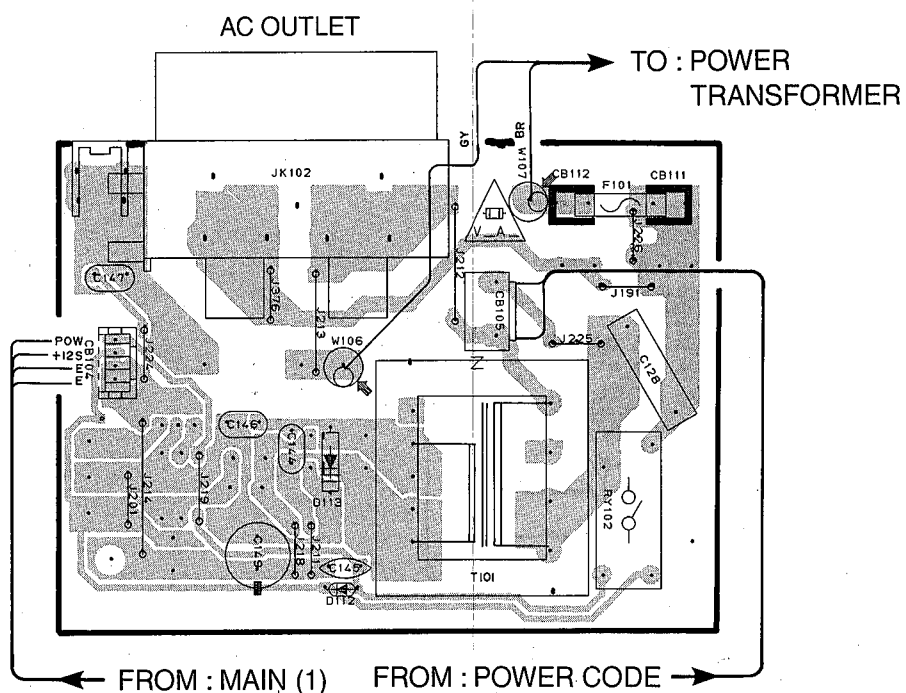 AC OUTLET
TO : POWER
TRANSFORMER
GY
BR
W107
JK102
CB112
F101
CB111
V A
J226
C147
J376
J217
CB105
J191
J213
W106
J225
C128
POW
+12S
E
E
CB104
J224
Z
C146
C144
D113
J201
J214
J219
RY102
C149
J218
J211
C145
D112
T101
FROM : MAIN (1)
FROM : POWER CODE